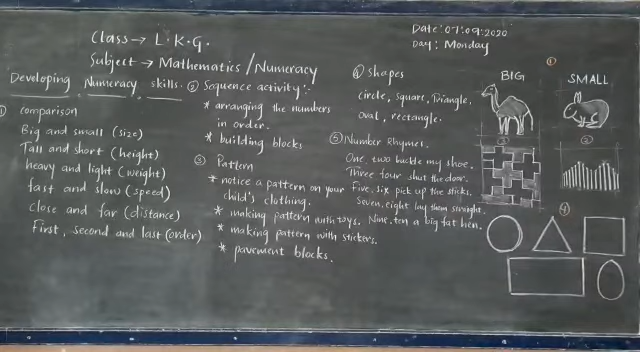 Date: 07:09:2020
Day: Monday
Class → L.K.G.
Subject → Mathematics/Numeracy
Developing Numeracy skills.
① comparison
Big and small (size)
Tall and short (height)
heavy and light (weight)
fast and slow (speed)
Close and far (distance)
First, second and last (order)
② Sequence activity:-
* arranging the numbers
in order.
* building blocks
③ Pattern
* notice a pattern on your
child's clothing.
* making pattern with toys.
* making pattern with stickers.
* pavement blocks.
④ Shapes
circle, Square, Triangle,
oval, rectangle.
⑤ Number Rhymes.
One, two buckle my shoe.
Three four shut the door.
Five, six pick up the sticks.
Seven, eight lay them straight.
Nine, ten a big fat hen.
①
BIG
SMALL
③
②
④